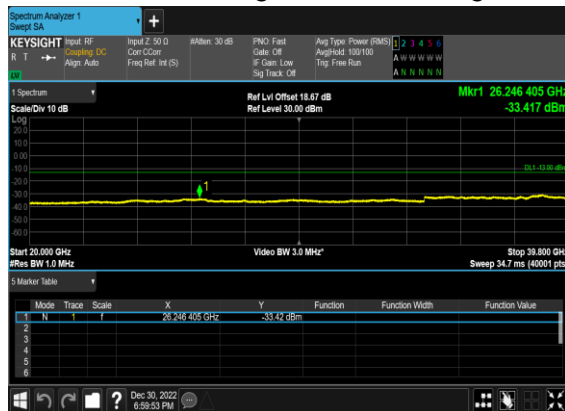 Spectrum Analyzer 1
Swept SA
+
KEYSIGHT Input: RF Input Z: 50 Ω #Atten: 30 dB PNO: Fast Avg Type: Power (RMS) 1 2 3 4 5 6
R T Coupling: DC Corr CCorr Gate: Off Avg|Hold: 100/100 A W W W W W
Align: Auto Freq Ref: Int (S) IF Gain: Low Trig: Free Run
LW Sig Track: Off A N N N N N
1 Spectrum Ref Lvl Offset 18.67 dB Mkr1 26.246 405 GHz
Scale/Div 10 dB Ref Level 30.00 dBm -33.417 dBm
Log
20.0
10.0
0.00
-10.0 DL1 -13.00 dBm
-20.0 1
-30.0
-40.0
-50.0
-60.0
Start 20.000 GHz Video BW 3.0 MHz* Stop 39.800 GHz
#Res BW 1.0 MHz Sweep 34.7 ms (40001 pts
5 Marker Table
Mode Trace Scale X Y Function Function Width Function Value
1 N 1 f 26.246 405 GHz -33.42 dBm
2
3
4
5
6
? Dec 30, 2022
6:59:53 PM